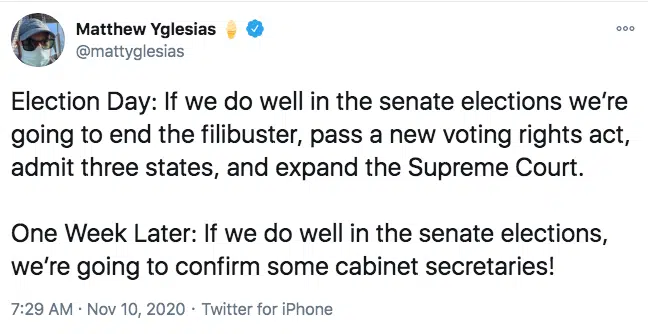 Matthew Yglesias
@mattyglesias
Election Day: If we do well in the senate elections we’re
going to end the filibuster, pass a new voting rights act,
admit three states, and expand the Supreme Court.
One Week Later: If we do well in the senate elections,
we’re going to confirm some cabinet secretaries!
7:29 AM · Nov 10, 2020 · Twitter for iPhone